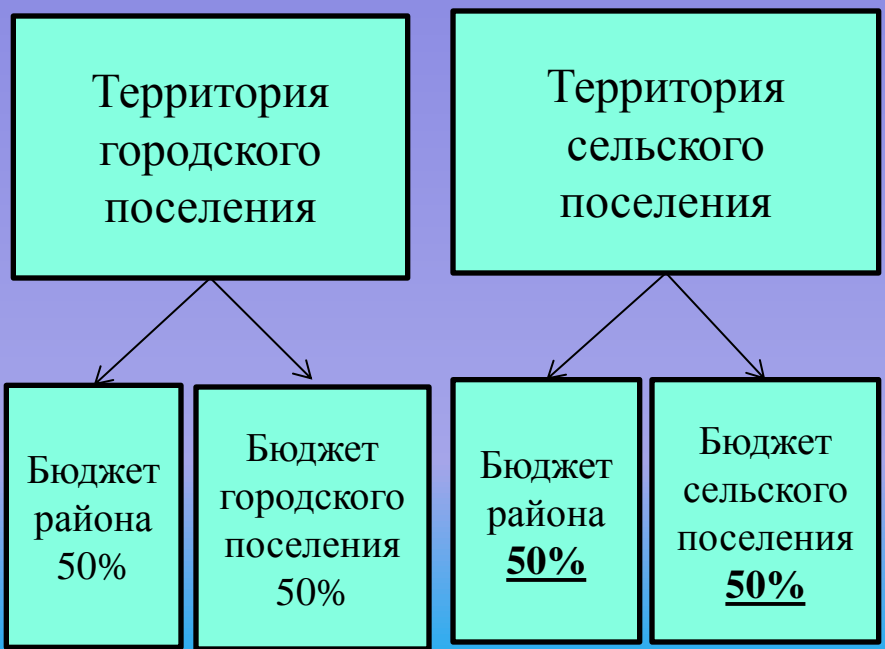 Территория
городского
поселения
Территория
сельского
поселения
Бюджет
района
50%
Бюджет
городского
поселения
50%
Бюджет
района
50%
Бюджет
сельского
поселения
50%